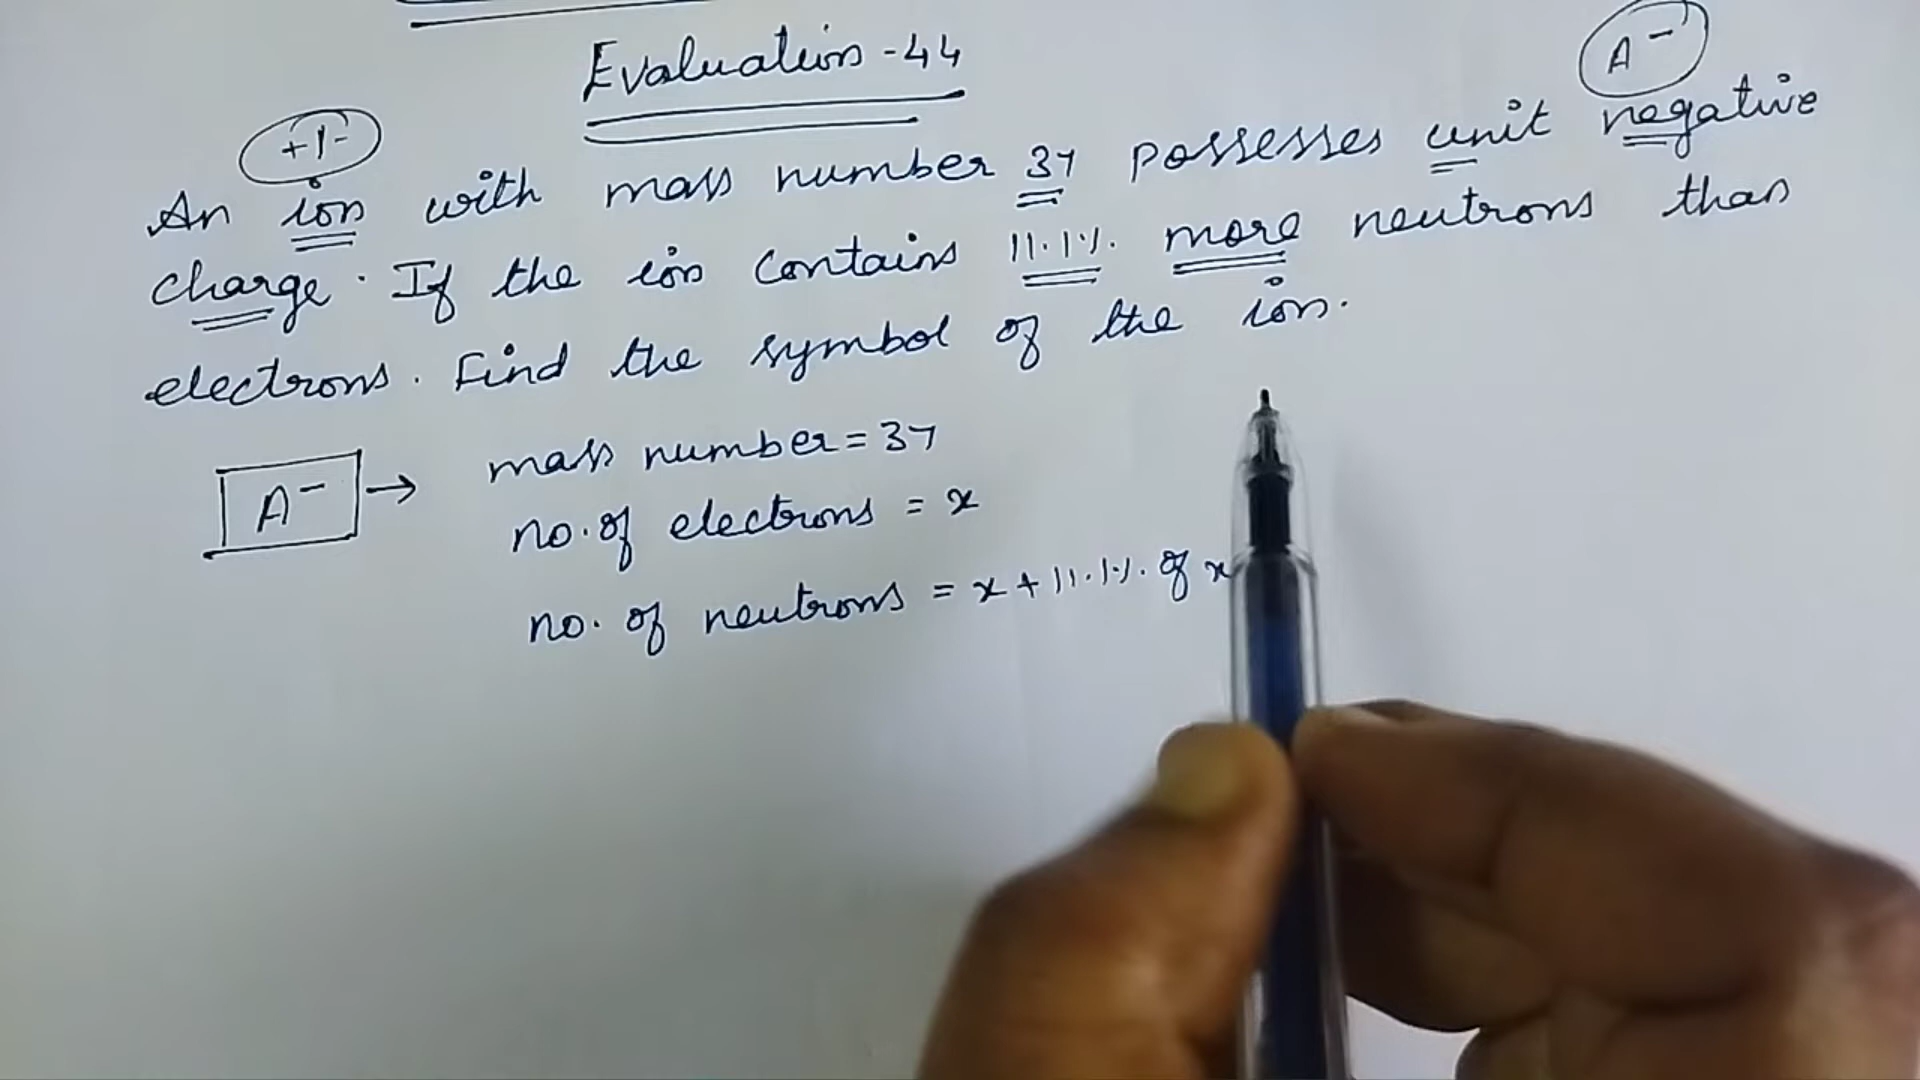 Evaluation-44
A⁻
+/-
An ion with mass number 37 possesses unit negative
charge. If the ion contains 11.1%. more neutrons than
electrons. Find the symbol of the ion.
A⁻ → mass number = 37
no. of electrons = x
no. of neutrons = x + 11.1%. of x